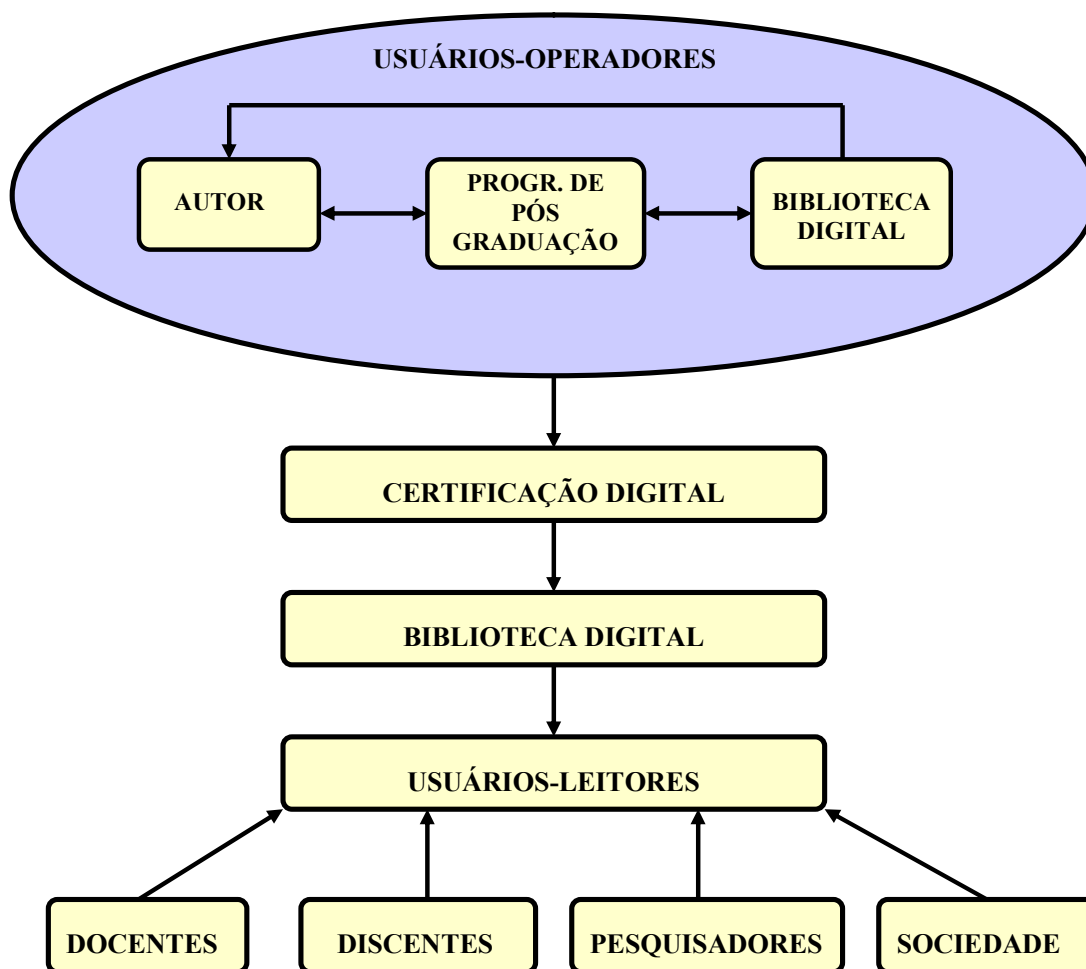 USUÁRIOS-OPERADORES
AUTOR
PROGR. DE
PÓS
GRADUAÇÃO
BIBLIOTECA
DIGITAL
CERTIFICAÇÃO DIGITAL
BIBLIOTECA DIGITAL
USUÁRIOS-LEITORES
DOCENTES
DISCENTES
PESQUISADORES
SOCIEDADE